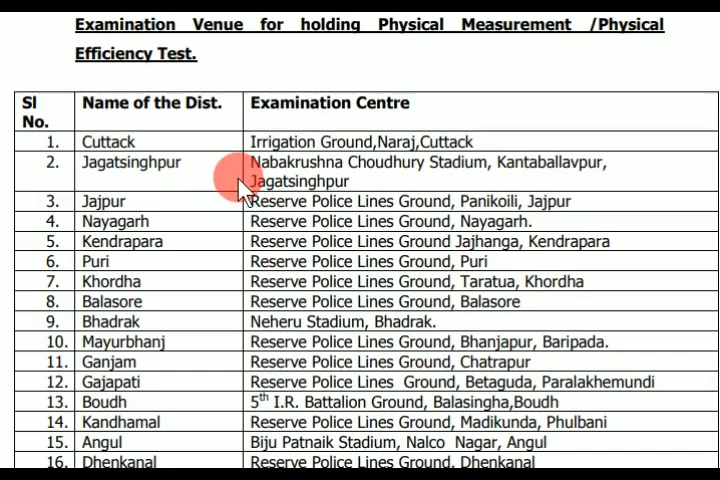 Examination Venue for holding Physical Measurement /Physical
Efficiency Test.
Sl Name of the Dist. Examination Centre
No.
1. Cuttack Irrigation Ground,Naraj,Cuttack
2. Jagatsinghpur Nabakrushna Choudhury Stadium, Kantaballavpur,
Jagatsinghpur
3. Jajpur Reserve Police Lines Ground, Panikoili, Jajpur
4. Nayagarh Reserve Police Lines Ground, Nayagarh.
5. Kendrapara Reserve Police Lines Ground Jajhanga, Kendrapara
6. Puri Reserve Police Lines Ground, Puri
7. Khordha Reserve Police Lines Ground, Taratua, Khordha
8. Balasore Reserve Police Lines Ground, Balasore
9. Bhadrak Neheru Stadium, Bhadrak.
10. Mayurbhanj Reserve Police Lines Ground, Bhanjapur, Baripada.
11. Ganjam Reserve Police Lines Ground, Chatrapur
12. Gajapati Reserve Police Lines Ground, Betaguda, Paralakhemundi
13. Boudh 5th I.R. Battalion Ground, Balasingha,Boudh
14. Kandhamal Reserve Police Lines Ground, Madikunda, Phulbani
15. Angul Biju Patnaik Stadium, Nalco Nagar, Angul
16. Dhenkanal Reserve Police Lines Ground, Dhenkanal